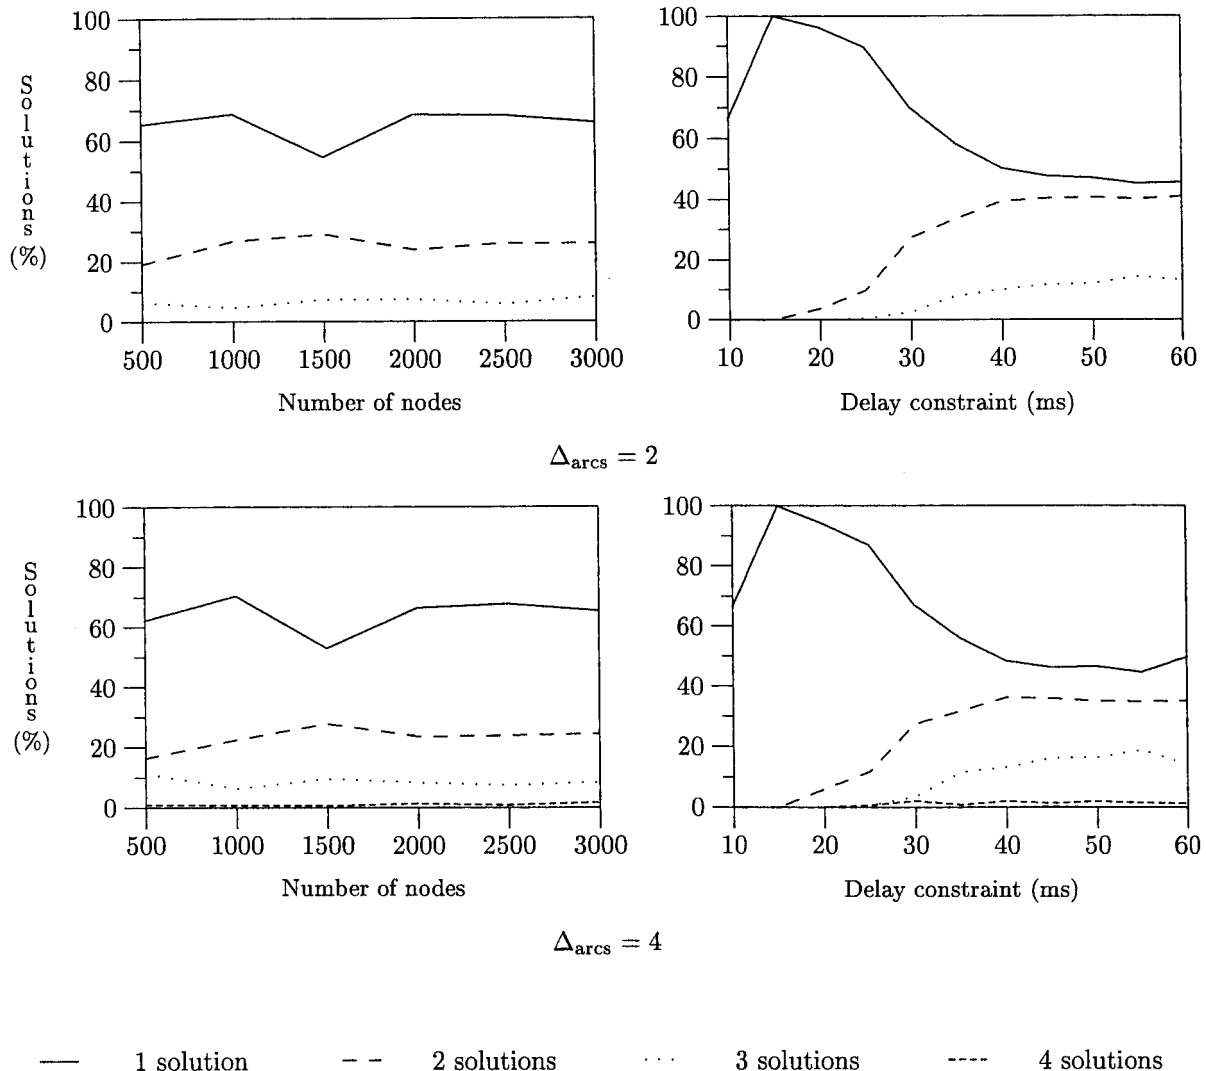 Solutions (%)
100
80
60
40
20
0
500 1000 1500 2000 2500 3000
Number of nodes
100
80
60
40
20
0
10 20 30 40 50 60
Delay constraint (ms)
Δarcs = 2
Solutions (%)
100
80
60
40
20
0
500 1000 1500 2000 2500 3000
Number of nodes
100
80
60
40
20
0
10 20 30 40 50 60
Delay constraint (ms)
Δarcs = 4
1 solution 2 solutions 3 solutions 4 solutions